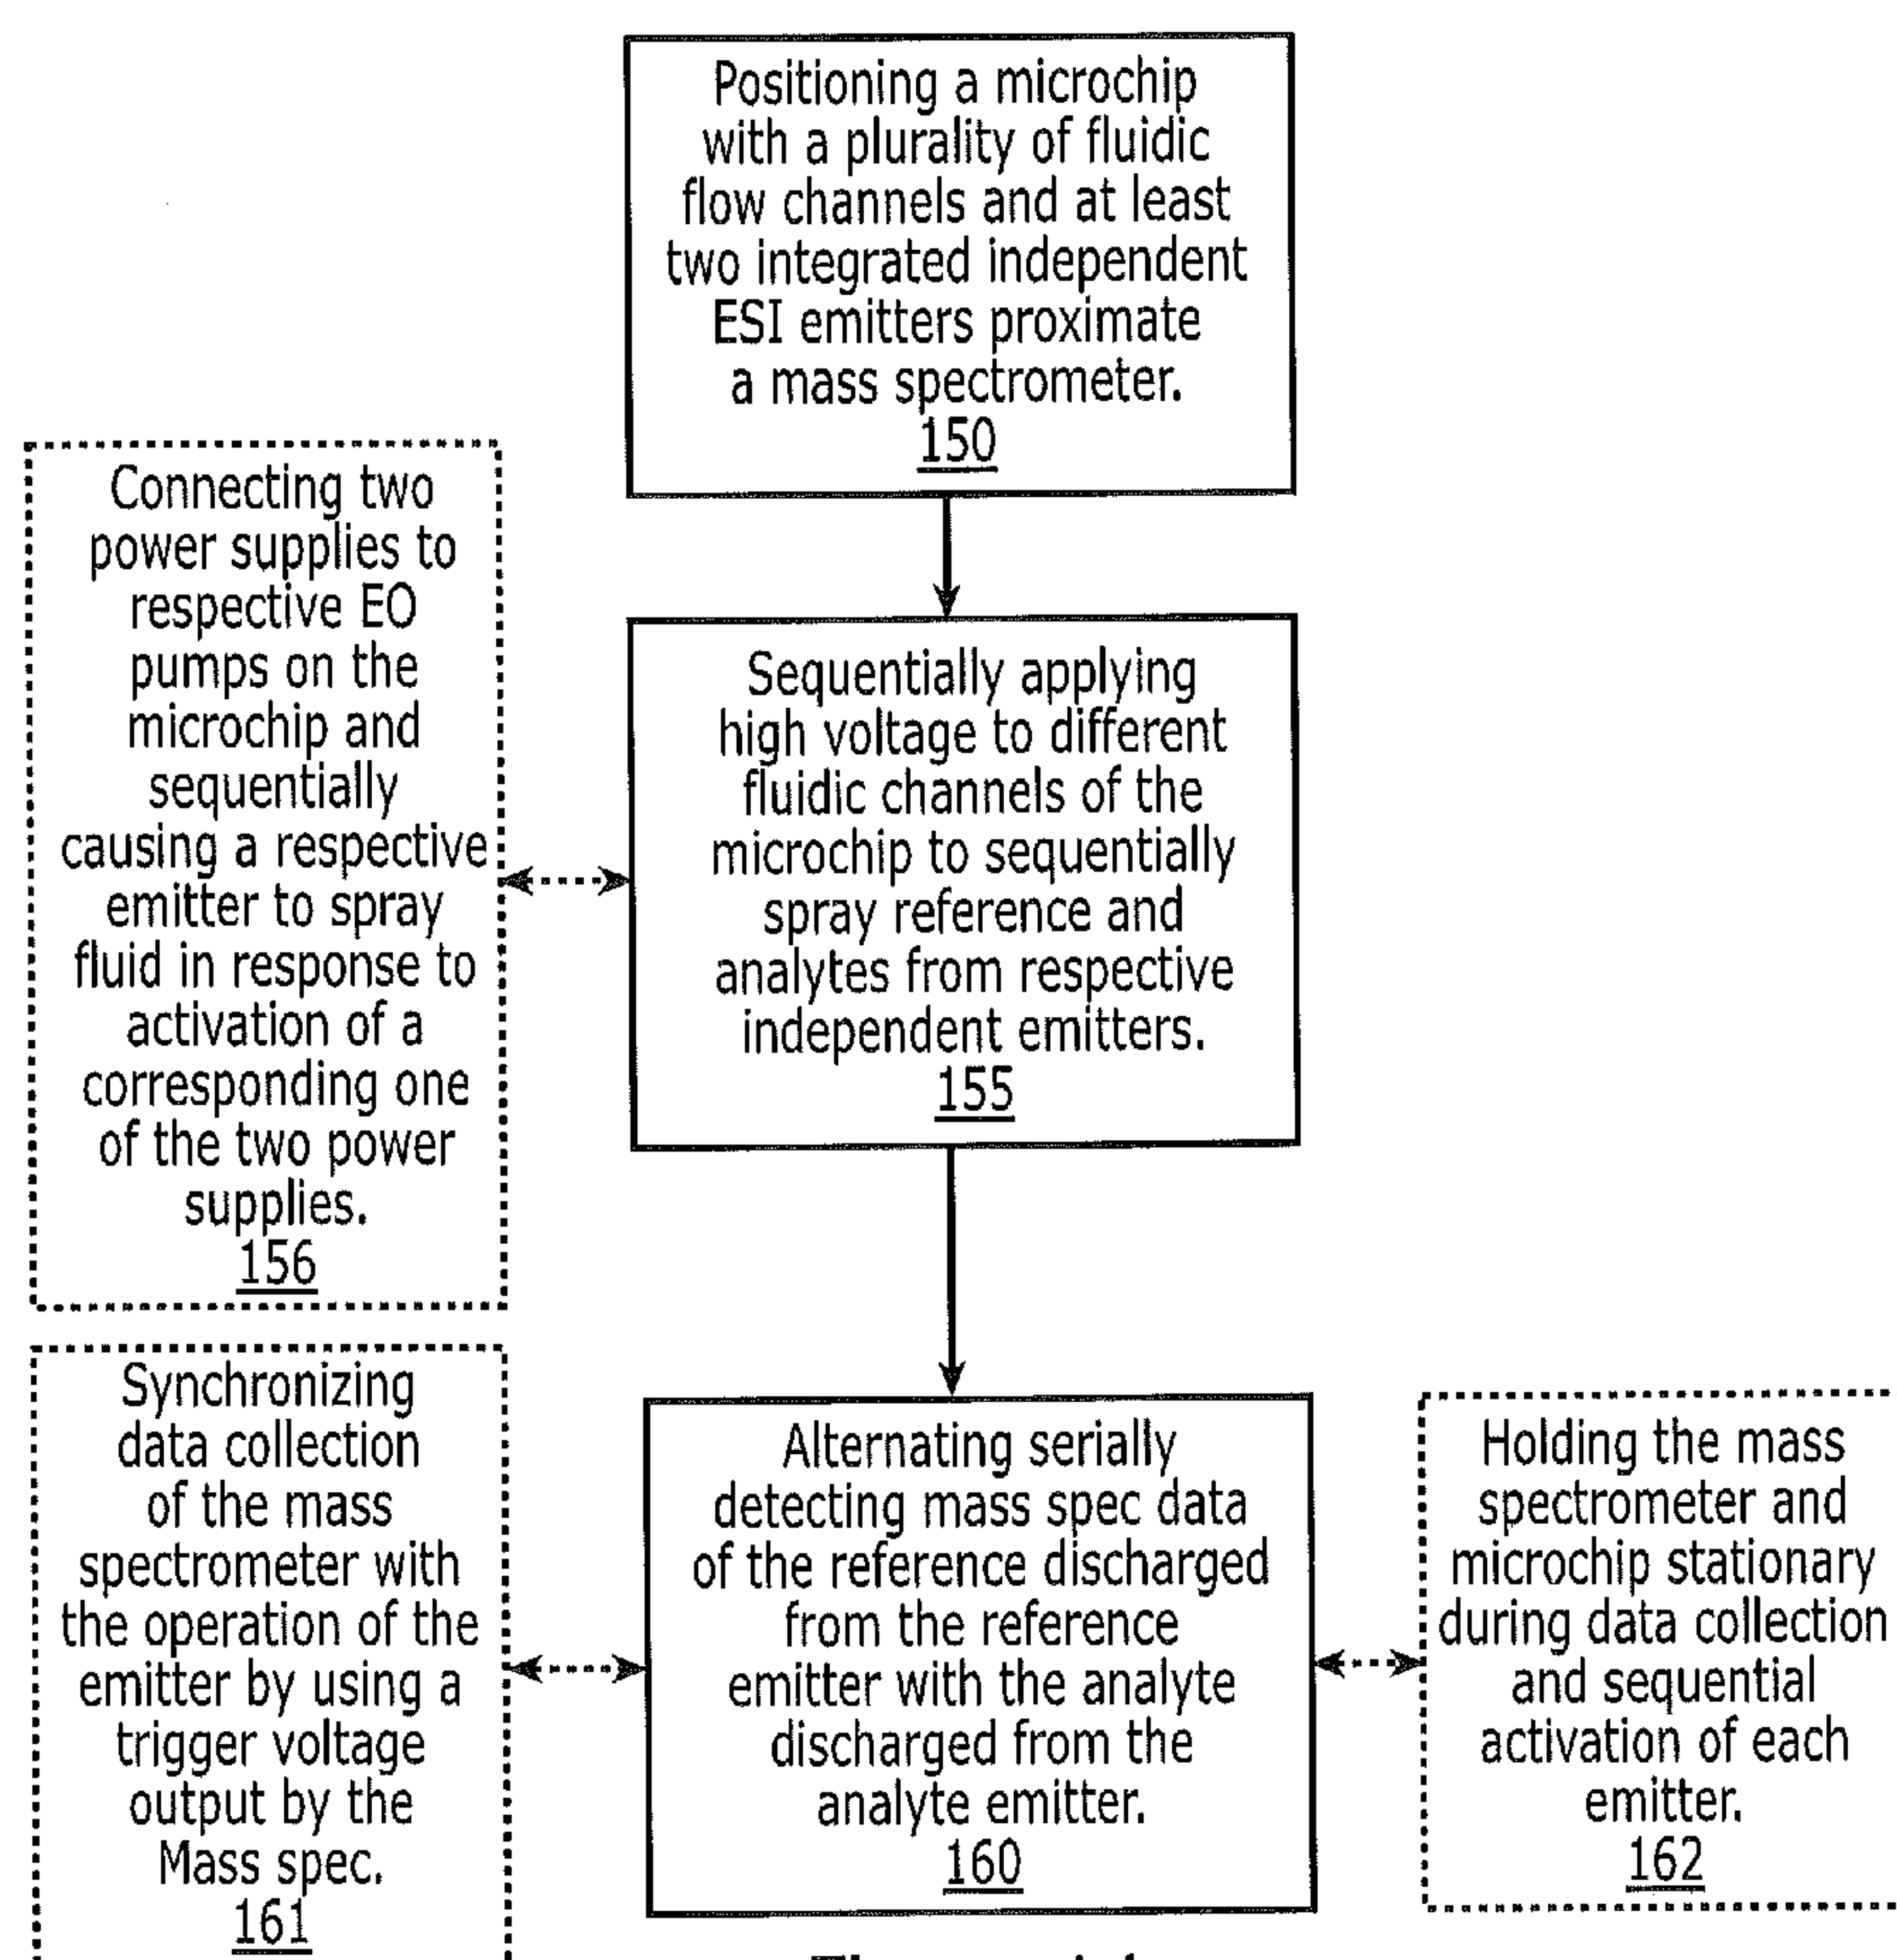 Positioning a microchip
with a plurality of fluidic
flow channels and at least
two integrated independent
ESI emitters proximate
a mass spectrometer.
150
Connecting two
power supplies to
respective EO
pumps on the
microchip and
sequentially
causing a respective
emitter to spray
fluid in response to
activation of a
corresponding one
of the two power
supplies.
156
Sequentially applying
high voltage to different
fluidic channels of the
microchip to sequentially
spray reference and
analytes from respective
independent emitters.
155
Synchronizing
data collection
of the mass
spectrometer with
the operation of the
emitter by using a
trigger voltage
output by the
Mass spec.
161
Alternating serially
detecting mass spec data
of the reference discharged
from the reference
emitter with the analyte
discharged from the
analyte emitter.
160
Holding the mass
spectrometer and
microchip stationary
during data collection
and sequential
activation of each
emitter.
162